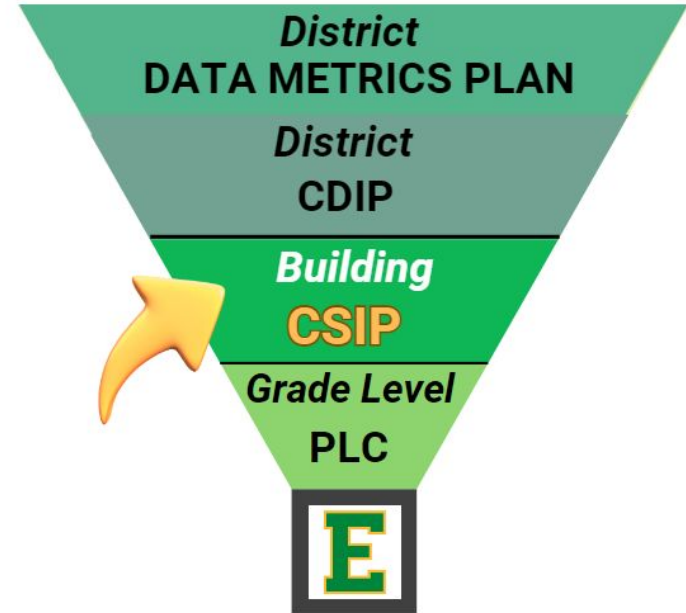 District
DATA METRICS PLAN
District
CDIP
Building
CSIP
Grade Level
PLC
E